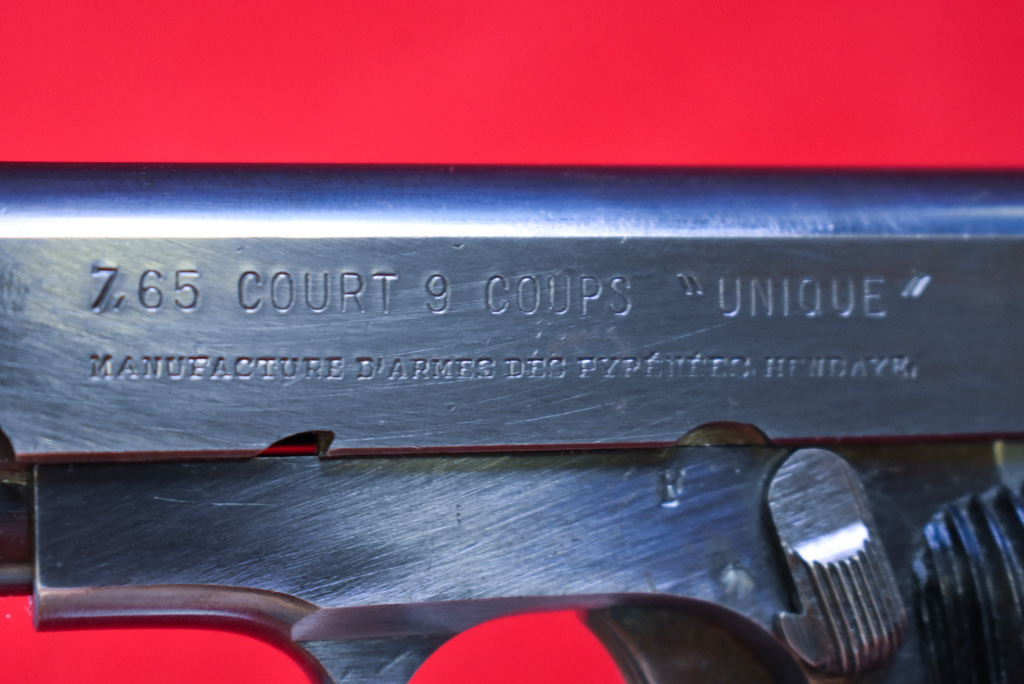 7,65 COURT 9 COUPS "UNIQUE"
MANUFACTURE D'ARMES DES PYRÉNÉES. HENDAYE.
F